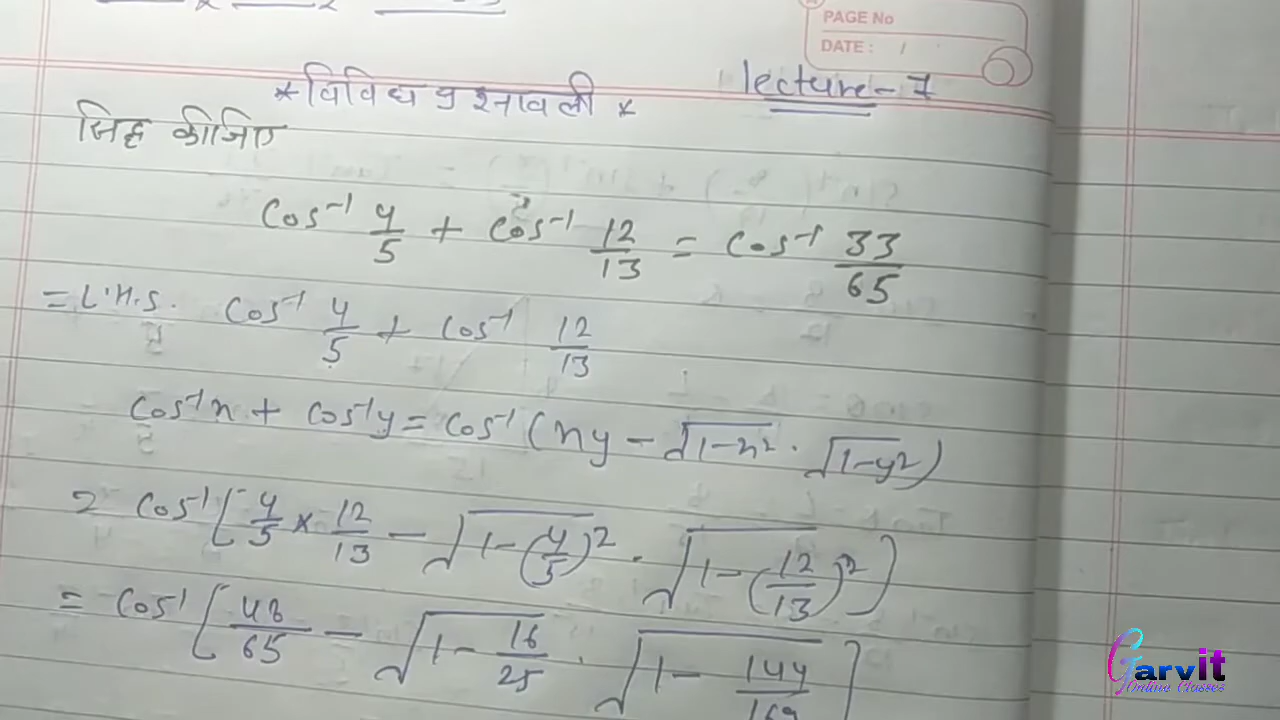 PAGE No
DATE : /
* विविध प्रश्नावली * lecture - 7
सिद्ध कीजिए
Cos⁻¹ 4/5 + Cos⁻¹ 12/13 = Cos⁻¹ 33/65
= L.H.S. Cos⁻¹ 4/5 + Cos⁻¹ 12/13
Cos⁻¹x + Cos⁻¹y = Cos⁻¹ (xy - √1-x² · √1-y²)
= Cos⁻¹ [4/5 × 12/13 - √1-(4/5)² · √1-(12/13)²]
= Cos⁻¹ [48/65 - √1-16/25 · √1-144/169]
Garvit
Online Classes